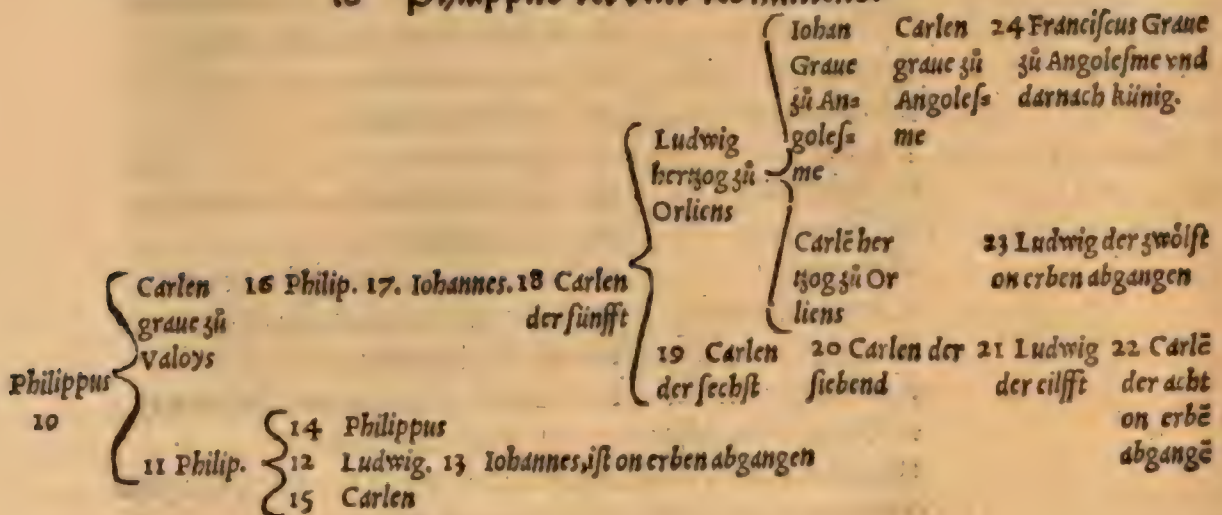 Iohan Carlen 24 Franciſcus Graue
Graue graue zů zů Angoleſme vnd
zů An⸗ Angoleſ⸗ darnach künig.
goleſ⸗ me
me
Ludwig
hertzog zů
Orliens
Carlē her 23 Ludwig der zwölfft
tzog zů Or on erben abgangen
liens
Carlen 16 Philip. 17. Iohannes. 18 Carlen
graue zů der fünfft
Valoys
19 Carlen 20 Carlen der 21 Ludwig 22 Carlē
der ſechſt ſiebend der eilfft der acht
on erbē
abgangē
Philippus
10
14 Philippus
11 Philip. 12 Ludwig. 13 Iohannes, iſt on erben abgangen
15 Carlen